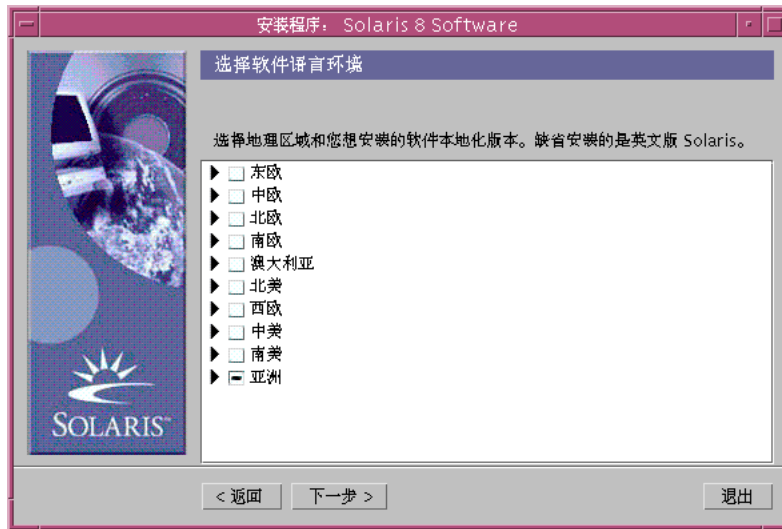 安装程序: Solaris 8 Software
选择软件语言环境
选择地理区域和您想安装的软件本地化版本。缺省安装的是英文版 Solaris。
东欧
中欧
北欧
南欧
澳大利亚
北美
西欧
中美
南美
亚洲
SOLARIS™
< 返回
下一步 >
退出